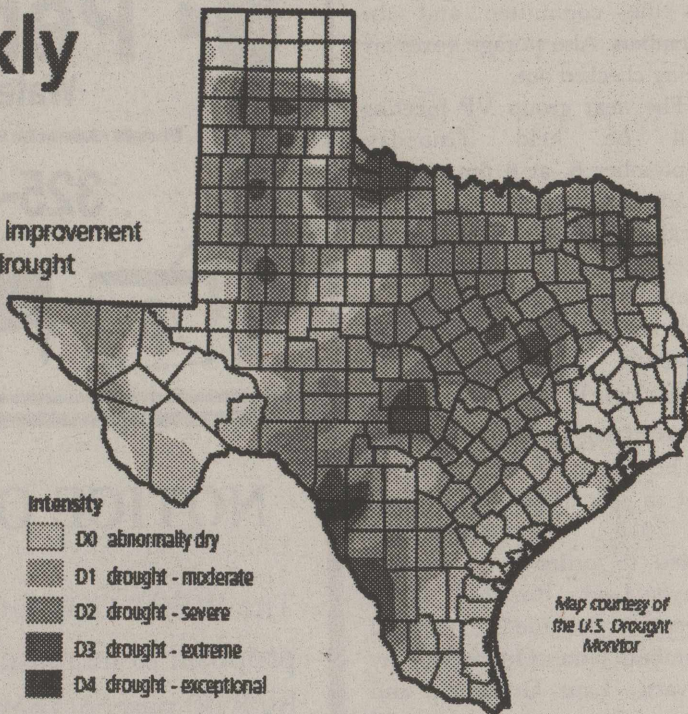 kly
improvement
drought
Intensity
D0 abnormally dry
D1 drought - moderate
D2 drought - severe
D3 drought - extreme
D4 drought - exceptional
Map courtesy of
the U.S. Drought
Monitor